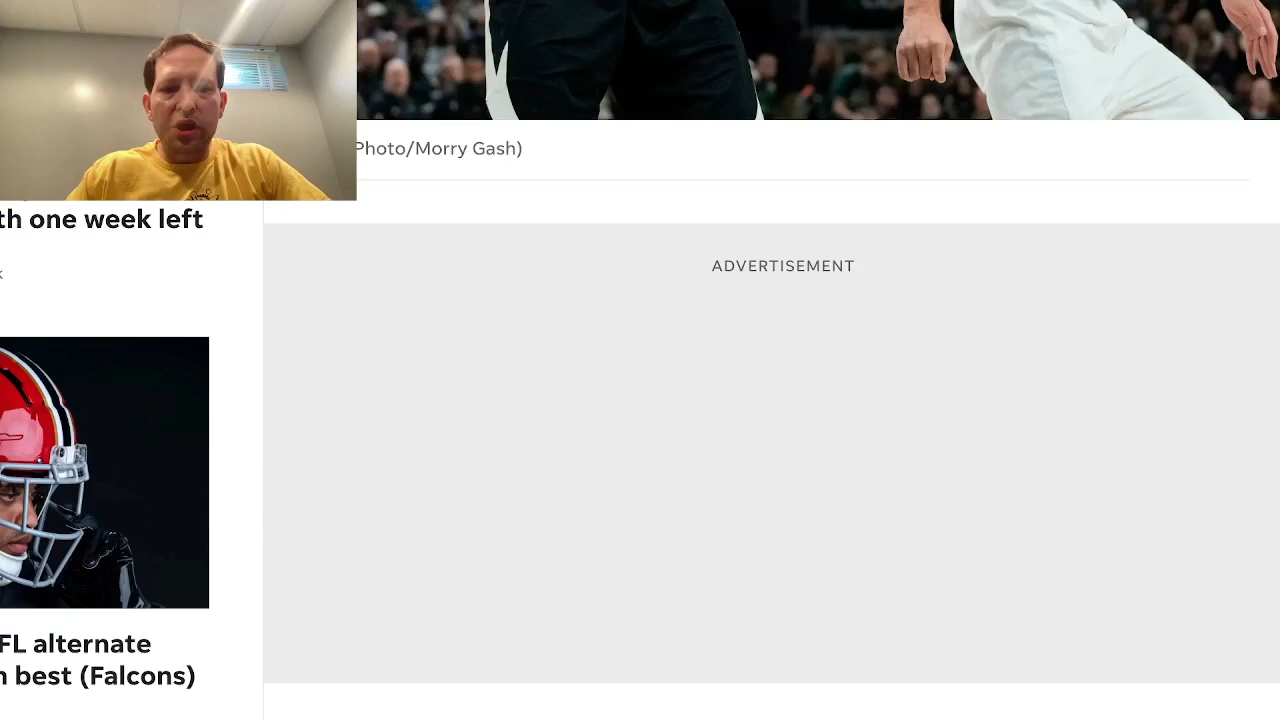 Photo/Morry Gash)
th one week left
ADVERTISEMENT
FL alternate
best (Falcons)